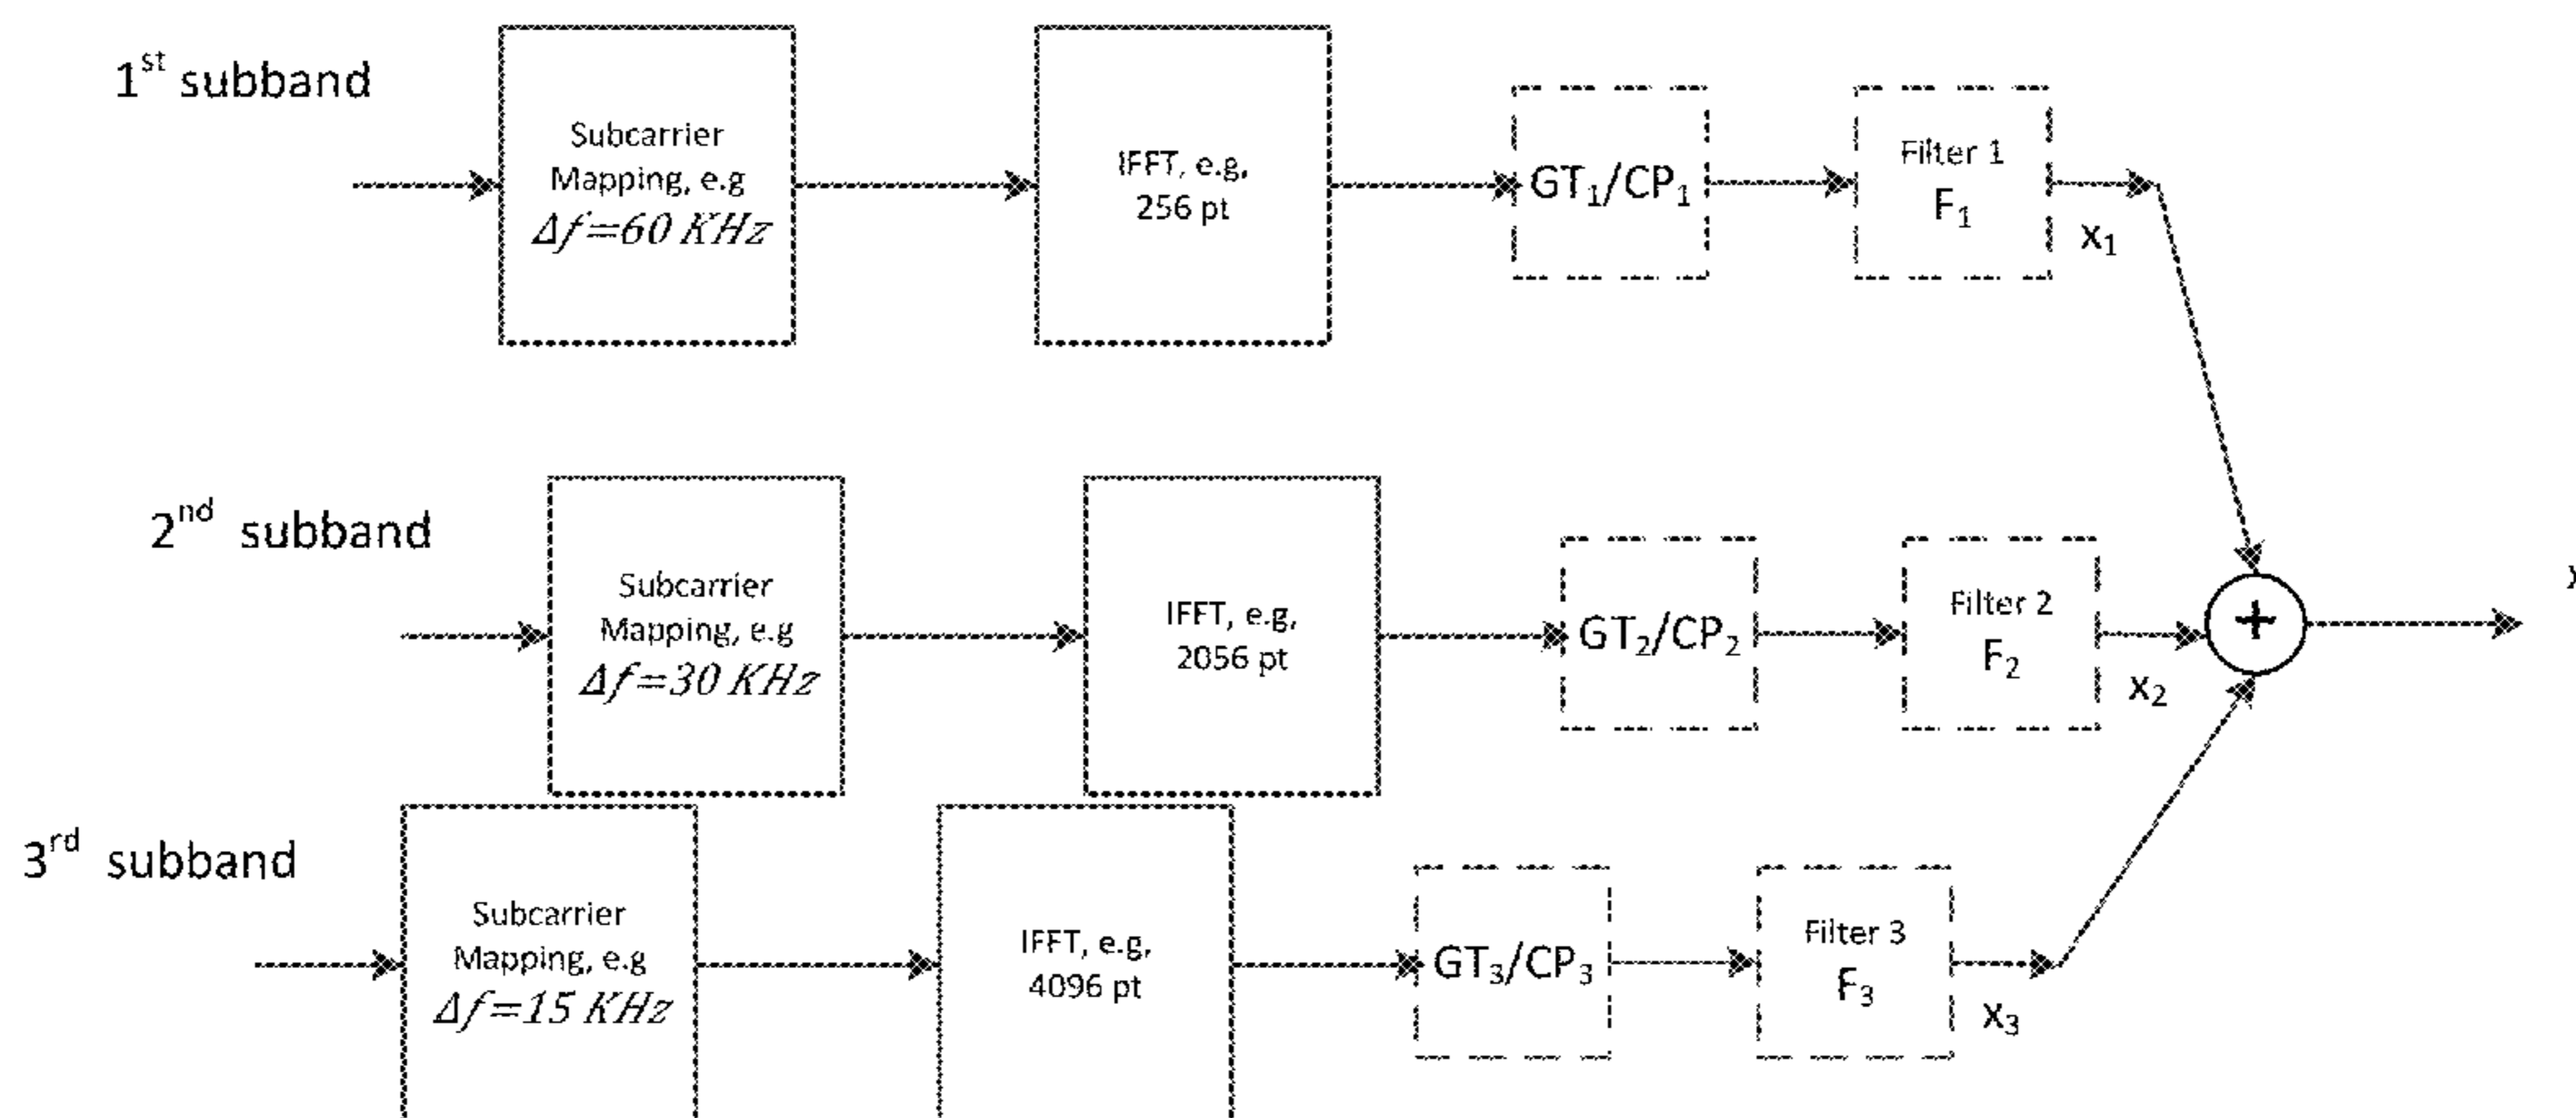 1st subband
Subcarrier
Mapping, e.g
Δf=60 KHz
IFFT, e.g,
256 pt
GT1/CP1
Filter 1
F1
x1
2nd subband
Subcarrier
Mapping, e.g
Δf=30 KHz
IFFT, e.g,
2056 pt
GT2/CP2
Filter 2
F2
x2
+
3rd subband
Subcarrier
Mapping, e.g
Δf=15 KHz
IFFT, e.g,
4096 pt
GT3/CP3
Filter 3
F3
x3